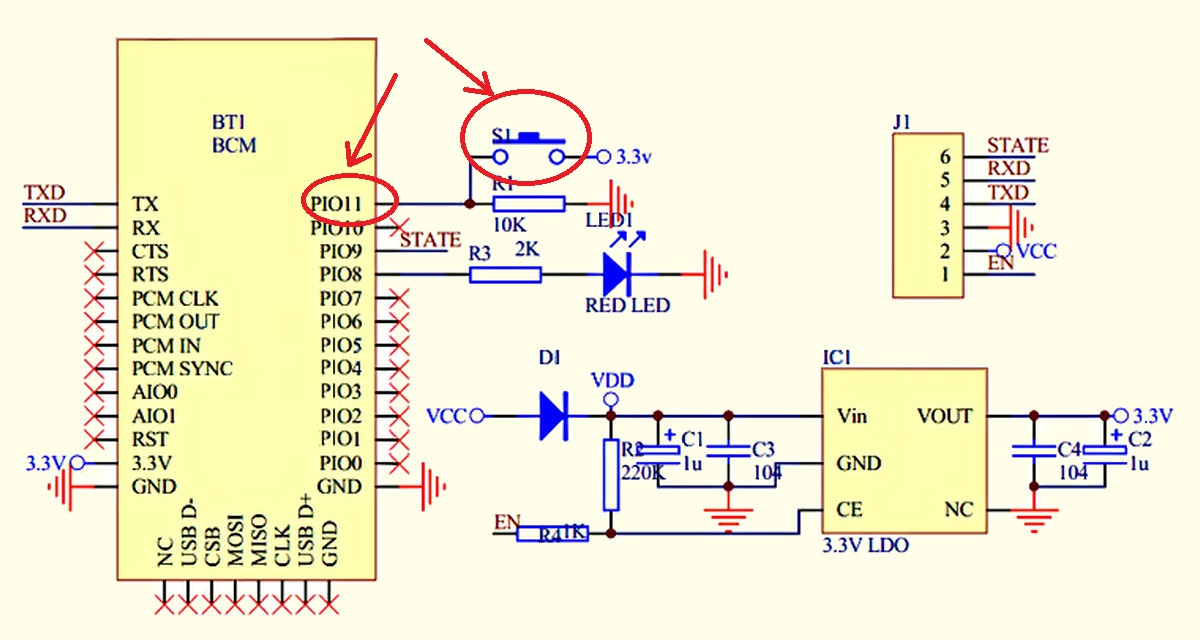 BT1
BCM
TXD
RXD
TX
RX
CTS
RTS
PCM CLK
PCM OUT
PCM IN
PCM SYNC
AIO0
AIO1
RST
3.3V
3.3V
GND
PIO11
PIO10
PIO9
PIO8
PIO7
PIO6
PIO5
PIO4
PIO3
PIO2
PIO1
PIO0
GND
NC
USB D-
CSB
MOSI
MISO
CLK
USB D+
GND
S1
3.3v
R1
10K
STATE
R3
2K
LED1
RED LED
J1
6 STATE
5 RXD
4 TXD
3
2 VCC
1 EN
D1
VCC
VDD
R2
220K
C1
1u
C3
104
EN
R4
1K
IC1
Vin
VOUT
GND
CE
NC
3.3V LDO
3.3V
C4
104
C2
1u